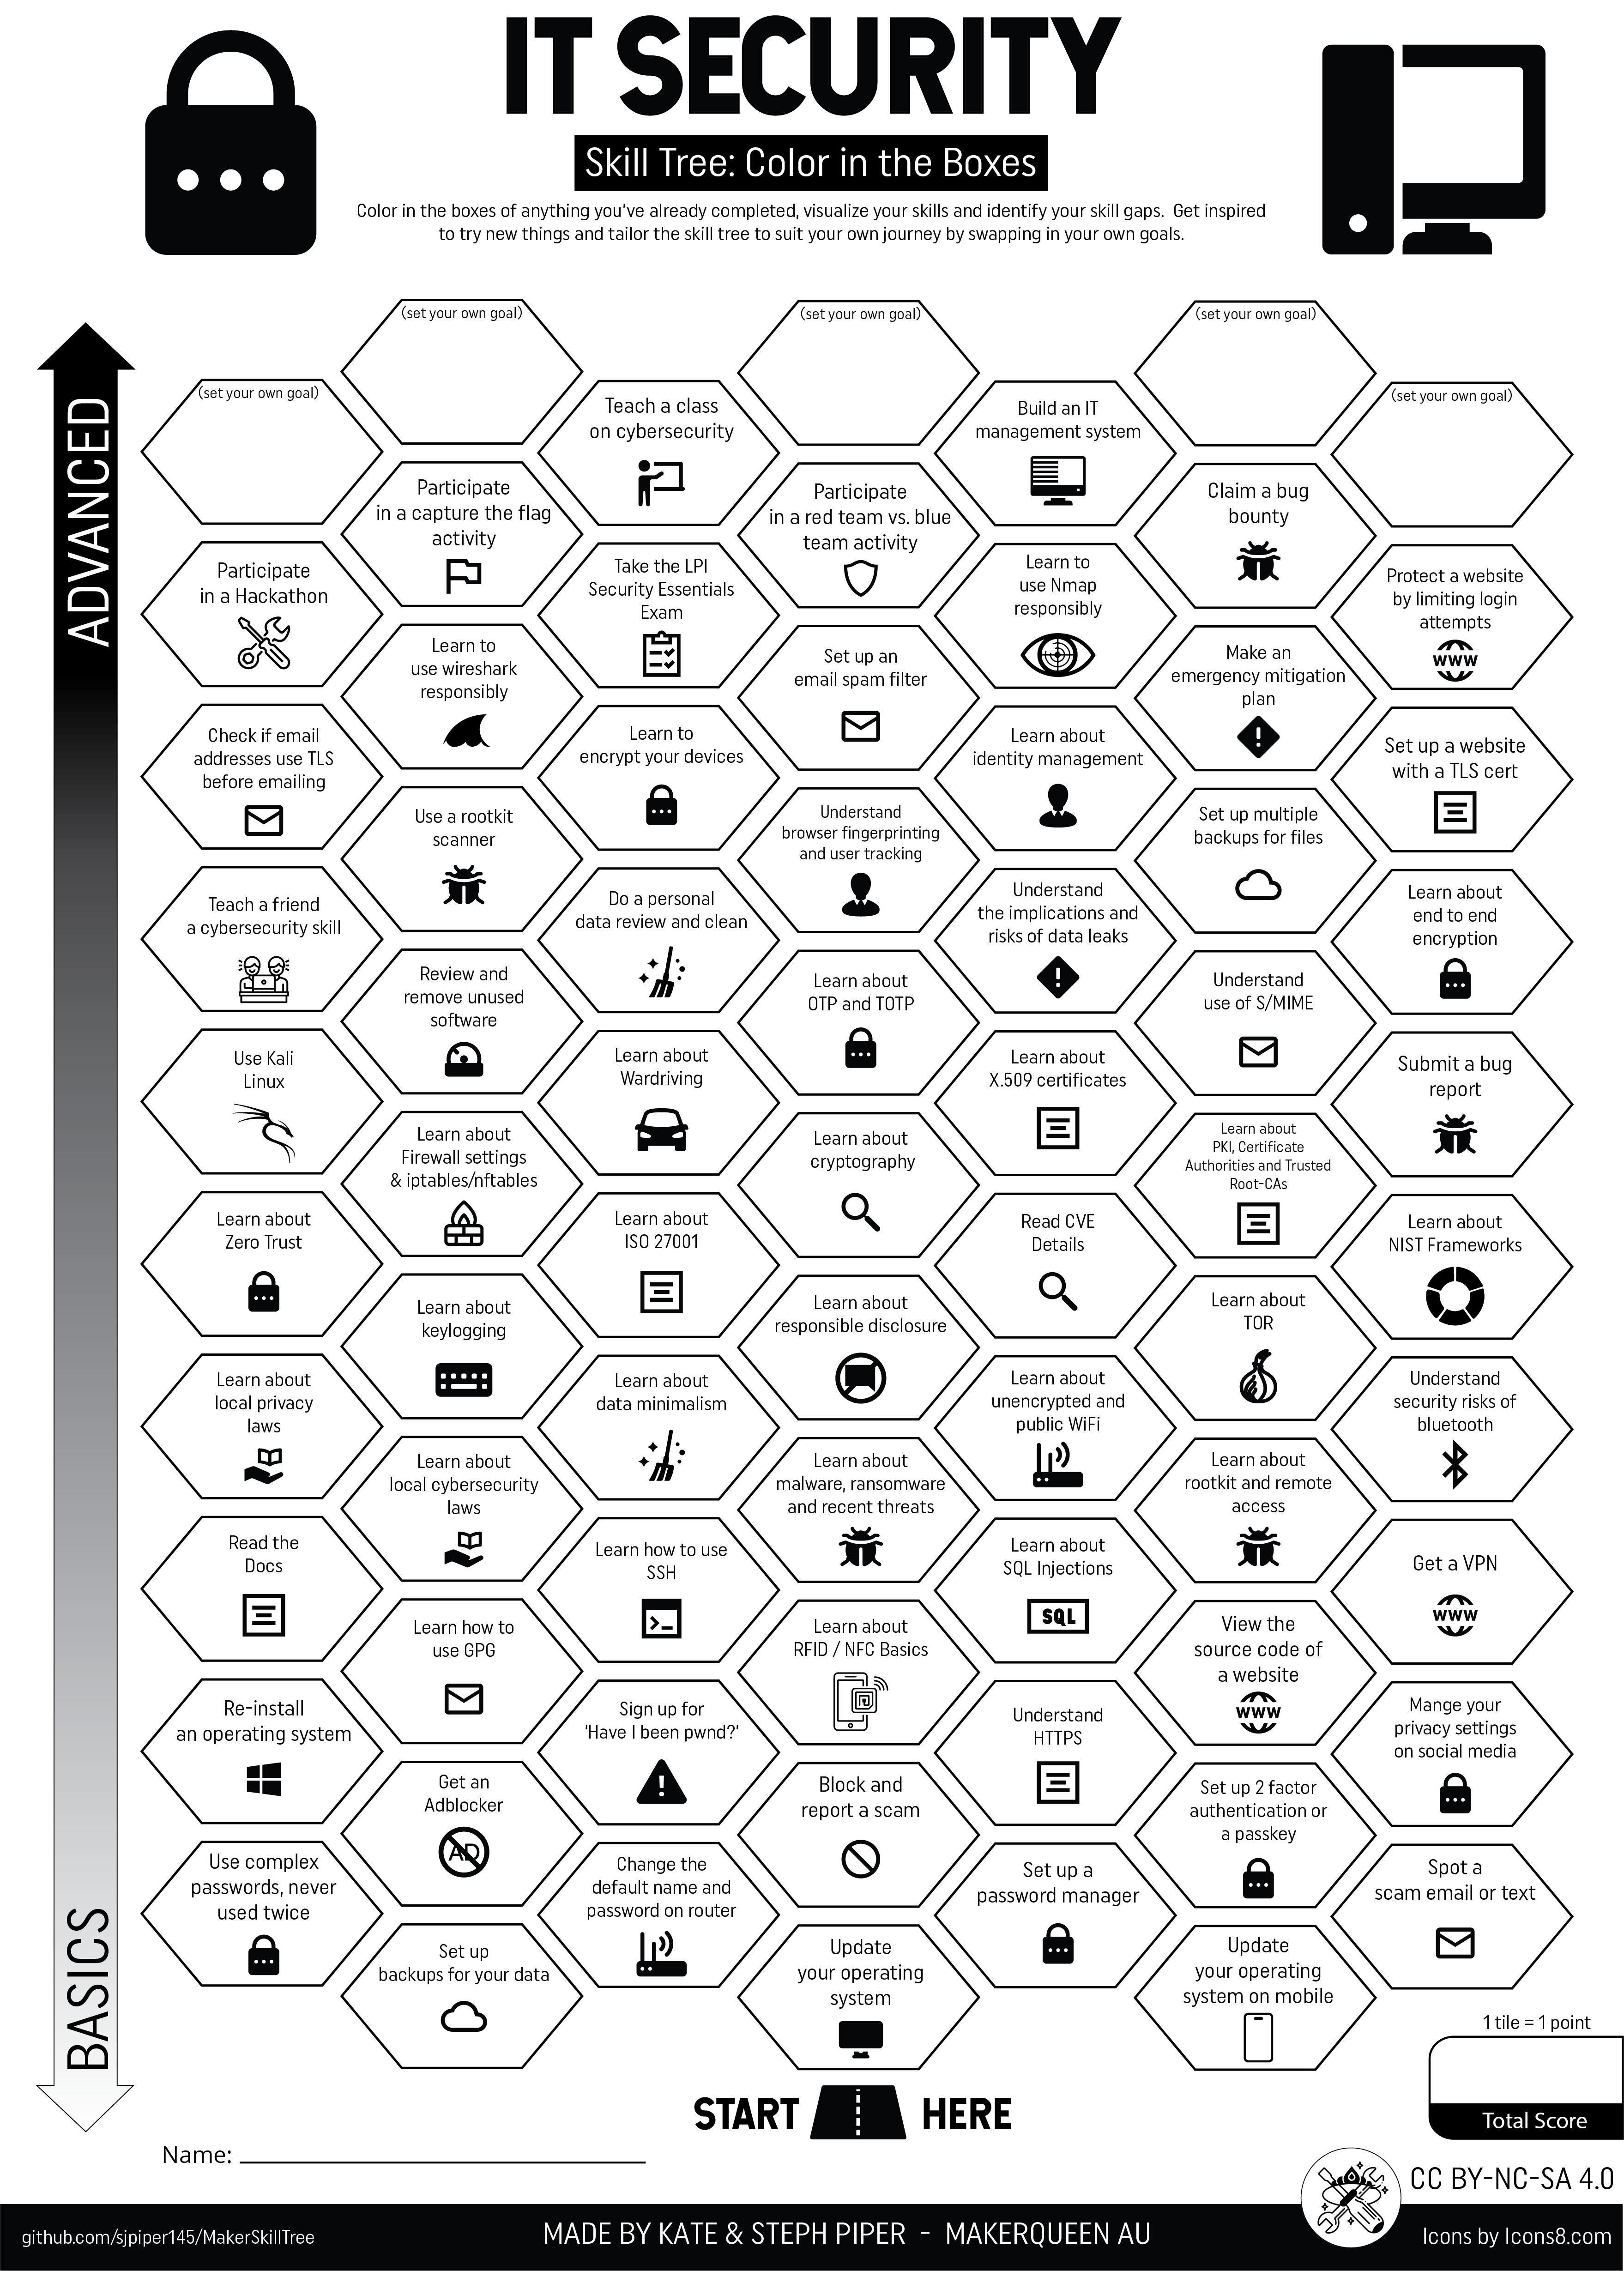 IT SECURITY
Skill Tree: Color in the Boxes
Color in the boxes of anything you've already completed, visualize your skills and identify your skill gaps. Get inspired
to try new things and tailor the skill tree to suit your own journey by swapping in your own goals.
ADVANCED
BASICS
(set your own goal)
(set your own goal)
(set your own goal)
(set your own goal)
(set your own goal)
Teach a class
on cybersecurity
Build an IT
management system
Participate
in a capture the flag
activity
Participate
in a red team vs. blue
team activity
Claim a bug
bounty
Participate
in a Hackathon
Take the LPI
Security Essentials
Exam
Learn to
use Nmap
responsibly
Protect a website
by limiting login
attempts
WWW
Learn to
use wireshark
responsibly
Set up an
email spam filter
Make an
emergency mitigation
plan
Check if email
addresses use TLS
before emailing
Learn to
encrypt your devices
Learn about
identity management
Set up a website
with a TLS cert
Use a rootkit
scanner
Understand
browser fingerprinting
and user tracking
Set up multiple
backups for files
Teach a friend
a cybersecurity skill
Do a personal
data review and clean
Understand
the implications and
risks of data leaks
Learn about
end to end
encryption
Review and
remove unused
software
Learn about
OTP and TOTP
Understand
use of S/MIME
Use Kali
Linux
Learn about
Wardriving
Learn about
X.509 certificates
Submit a bug
report
Learn about
Firewall settings
& iptables/nftables
Learn about
cryptography
Learn about
PKI, Certificate
Authorities and Trusted
Root-CAs
Learn about
Zero Trust
Learn about
ISO 27001
Read CVE
Details
Learn about
NIST Frameworks
Learn about
keylogging
Learn about
responsible disclosure
Learn about
TOR
Learn about
local privacy
laws
Learn about
data minimalism
Learn about
unencrypted and
public WiFi
Understand
security risks of
bluetooth
Learn about
local cybersecurity
laws
Learn about
malware, ransomware
and recent threats
Learn about
rootkit and remote
access
Read the
Docs
Learn how to use
SSH
Learn about
SQL Injections
SQL
Get a VPN
WWW
Learn how to
use GPG
Learn about
RFID / NFC Basics
View the
source code of
a website
WWW
Re-install
an operating system
Sign up for
'Have I been pwnd?'
Understand
HTTPS
Mange your
privacy settings
on social media
Get an
Adblocker
AD
Block and
report a scam
Set up 2 factor
authentication or
a passkey
Use complex
passwords, never
used twice
Change the
default name and
password on router
Set up a
password manager
Spot a
scam email or text
Set up
backups for your data
Update
your operating
system
Update
your operating
system on mobile
1 tile = 1 point
Total Score
START HERE
Name:
CC BY-NC-SA 4.0
github.com/sjpiper145/MakerSkillTree
MADE BY KATE & STEPH PIPER - MAKERQUEEN AU
Icons by Icons8.com